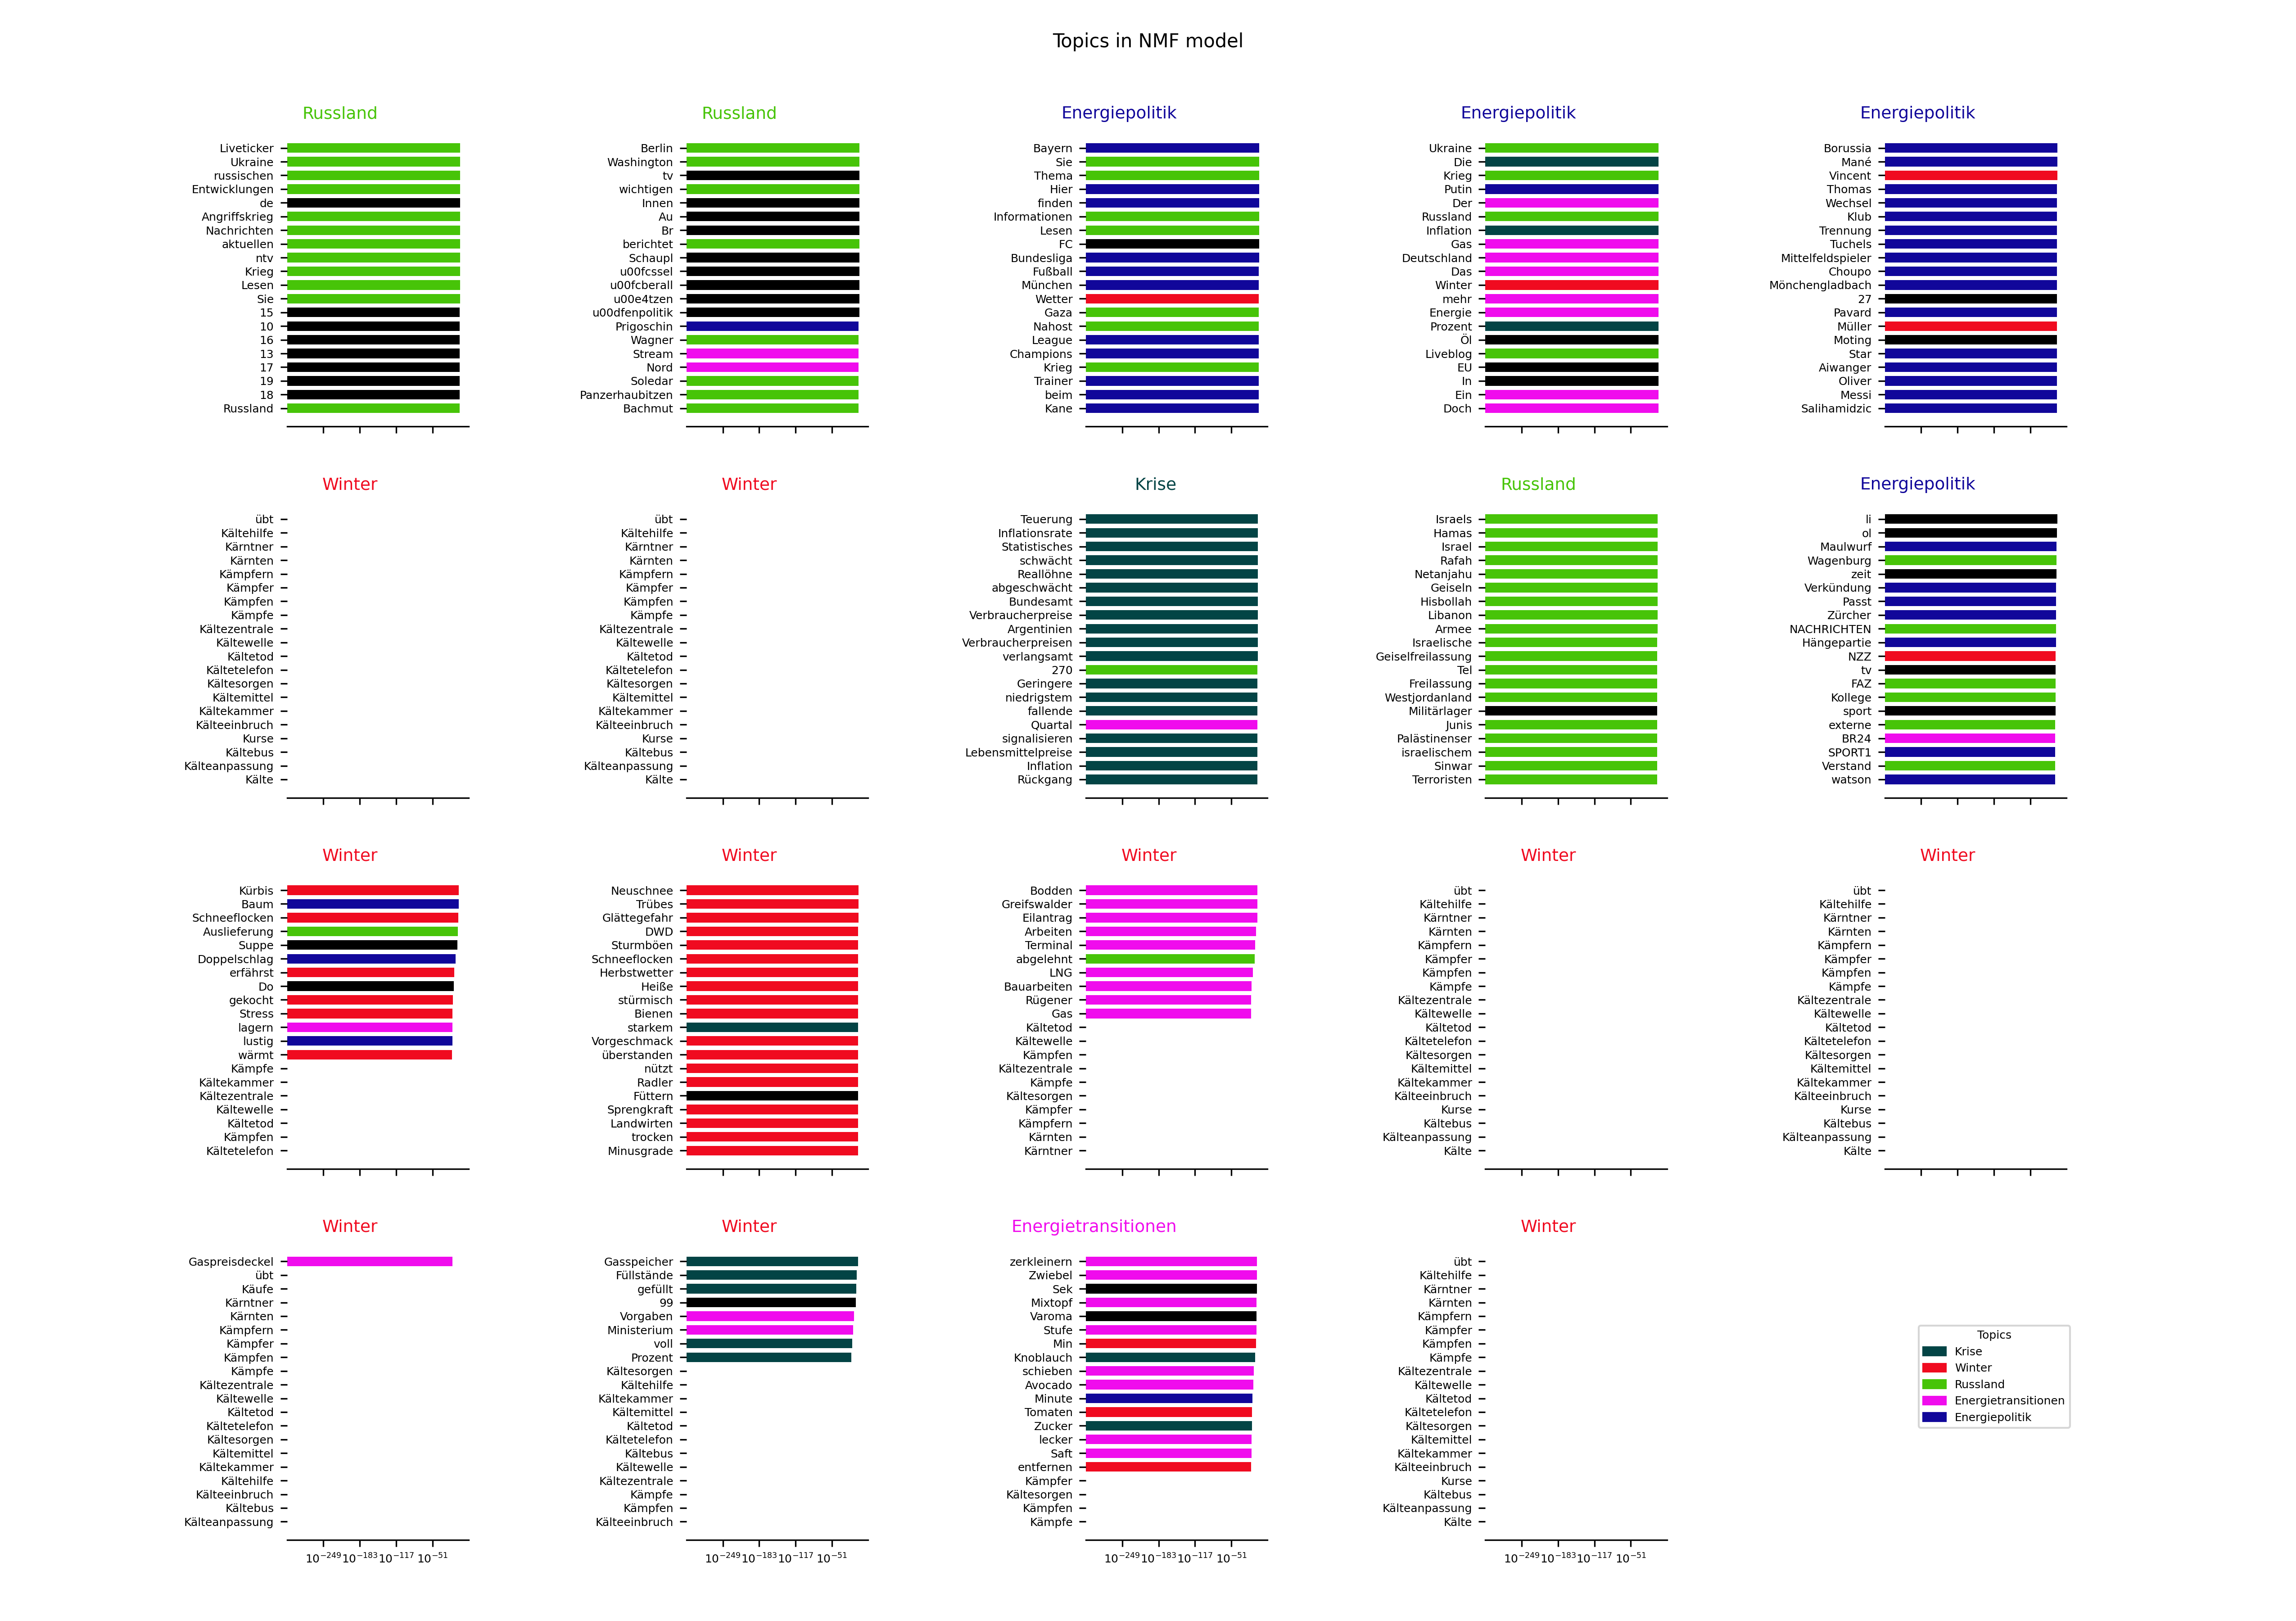 Topics in NMF model
Russland
Liveticker
Ukraine
russischen
Entwicklungen
de
Angriffskrieg
Nachrichten
aktuellen
ntv
Krieg
Lesen
Sie
15
10
16
13
17
19
18
Russland
Russland
Berlin
Washington
tv
wichtigen
Innen
Au
Br
berichtet
Schaupl
u00fcssel
u00fcberall
u00e4tzen
u00dfenpolitik
Prigoschin
Wagner
Stream
Nord
Soledar
Panzerhaubitzen
Bachmut
Energiepolitik
Bayern
Sie
Thema
Hier
finden
Informationen
Lesen
FC
Bundesliga
Fußball
München
Wetter
Gaza
Nahost
League
Champions
Krieg
Trainer
beim
Kane
Energiepolitik
Ukraine
Die
Krieg
Putin
Der
Russland
Inflation
Gas
Deutschland
Das
Winter
mehr
Energie
Prozent
Öl
Liveblog
EU
In
Ein
Doch
Energiepolitik
Borussia
Mané
Vincent
Thomas
Wechsel
Klub
Trennung
Tuchels
Mittelfeldspieler
Choupo
Mönchengladbach
27
Pavard
Müller
Moting
Star
Aiwanger
Oliver
Messi
Salihamidzic
Winter
übt
Kältehilfe
Kärntner
Kärnten
Kämpfern
Kämpfer
Kämpfen
Kämpfe
Kältezentrale
Kältewelle
Kältetod
Kältetelefon
Kältesorgen
Kältemittel
Kältekammer
Kälteeinbruch
Kurse
Kältebus
Kälteanpassung
Kälte
Winter
übt
Kältehilfe
Kärntner
Kärnten
Kämpfern
Kämpfer
Kämpfen
Kämpfe
Kältezentrale
Kältewelle
Kältetod
Kältetelefon
Kältesorgen
Kältemittel
Kältekammer
Kälteeinbruch
Kurse
Kältebus
Kälteanpassung
Kälte
Krise
Teuerung
Inflationsrate
Statistisches
schwächt
Reallöhne
abgeschwächt
Bundesamt
Verbraucherpreise
Argentinien
Verbraucherpreisen
verlangsamt
270
Geringere
niedrigstem
fallende
Quartal
signalisieren
Lebensmittelpreise
Inflation
Rückgang
Russland
Israels
Hamas
Israel
Rafah
Netanjahu
Geiseln
Hisbollah
Libanon
Armee
Israelische
Geiselfreilassung
Tel
Freilassung
Westjordanland
Militärlager
Junis
Palästinenser
israelischem
Sinwar
Terroristen
Energiepolitik
li
ol
Maulwurf
Wagenburg
zeit
Verkündung
Passt
Zürcher
NACHRICHTEN
Hängepartie
NZZ
tv
FAZ
Kollege
sport
externe
BR24
SPORT1
Verstand
watson
Winter
Kürbis
Baum
Schneeflocken
Auslieferung
Suppe
Doppelschlag
erfährst
Do
gekocht
Stress
lagern
lustig
wärmt
Kämpfe
Kältekammer
Kältezentrale
Kältewelle
Kältetod
Kämpfen
Kältetelefon
Winter
Neuschnee
Trübes
Glättegefahr
DWD
Sturmböen
Schneeflocken
Herbstwetter
Heiße
stürmisch
Bienen
starkem
Vorgeschmack
überstanden
nützt
Radler
Füttern
Sprengkraft
Landwirten
trocken
Minusgrade
Winter
Bodden
Greifswalder
Eilantrag
Arbeiten
Terminal
abgelehnt
LNG
Bauarbeiten
Rügener
Gas
Kältetod
Kältewelle
Kämpfen
Kältezentrale
Kämpfe
Kältesorgen
Kämpfer
Kämpfern
Kärnten
Kärntner
Winter
übt
Kältehilfe
Kärntner
Kärnten
Kämpfern
Kämpfer
Kämpfen
Kämpfe
Kältezentrale
Kältewelle
Kältetod
Kältetelefon
Kältesorgen
Kältemittel
Kältekammer
Kälteeinbruch
Kurse
Kältebus
Kälteanpassung
Kälte
Winter
übt
Kältehilfe
Kärntner
Kärnten
Kämpfern
Kämpfer
Kämpfen
Kämpfe
Kältezentrale
Kältewelle
Kältetod
Kältetelefon
Kältesorgen
Kältemittel
Kältekammer
Kälteeinbruch
Kurse
Kältebus
Kälteanpassung
Kälte
Winter
Gaspreisdeckel
übt
Käufe
Kärntner
Kärnten
Kämpfern
Kämpfer
Kämpfen
Kämpfe
Kältezentrale
Kältewelle
Kältetod
Kältetelefon
Kältesorgen
Kältemittel
Kältekammer
Kältehilfe
Kälteeinbruch
Kältebus
Kälteanpassung
10⁻²⁴⁹ 10⁻¹⁸³ 10⁻¹¹⁷ 10⁻⁵¹
Winter
Gasspeicher
Füllstände
gefüllt
99
Vorgaben
Ministerium
voll
Prozent
Kältesorgen
Kältehilfe
Kältekammer
Kältemittel
Kältetod
Kältetelefon
Kältebus
Kältewelle
Kältezentrale
Kämpfe
Kämpfen
Kälteeinbruch
10⁻²⁴⁹ 10⁻¹⁸³ 10⁻¹¹⁷ 10⁻⁵¹
Energietransitionen
zerkleinern
Zwiebel
Sek
Mixtopf
Varoma
Stufe
Min
Knoblauch
schieben
Avocado
Minute
Tomaten
Zucker
lecker
Saft
entfernen
Kämpfer
Kältesorgen
Kämpfen
Kämpfe
10⁻²⁴⁹ 10⁻¹⁸³ 10⁻¹¹⁷ 10⁻⁵¹
Winter
übt
Kältehilfe
Kärntner
Kärnten
Kämpfern
Kämpfer
Kämpfen
Kämpfe
Kältezentrale
Kältewelle
Kältetod
Kältetelefon
Kältesorgen
Kältemittel
Kältekammer
Kälteeinbruch
Kurse
Kältebus
Kälteanpassung
Kälte
10⁻²⁴⁹ 10⁻¹⁸³ 10⁻¹¹⁷ 10⁻⁵¹
Topics
Krise
Winter
Russland
Energietransitionen
Energiepolitik